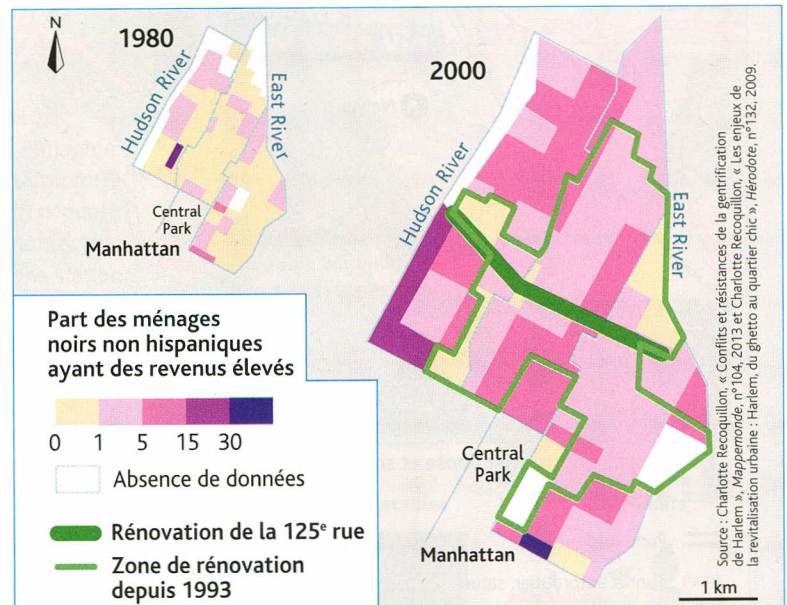 N
1980
Hudson River
East River
Central
Park
Manhattan
2000
Hudson River
East River
Central
Park
Manhattan
1 km
Part des ménages
noirs non hispaniques
ayant des revenus élevés
0 1 5 15 30
Absence de données
Rénovation de la 125e rue
Zone de rénovation
depuis 1993
Source : Charlotte Recoquillon, « Conflits et résistances de la gentrification
de Harlem », Mappemonde, n°104, 2013 et Charlotte Recoquillon, « Les enjeux de
la revitalisation urbaine : Harlem, du ghetto au quartier chic », Hérodote, n°132, 2009.